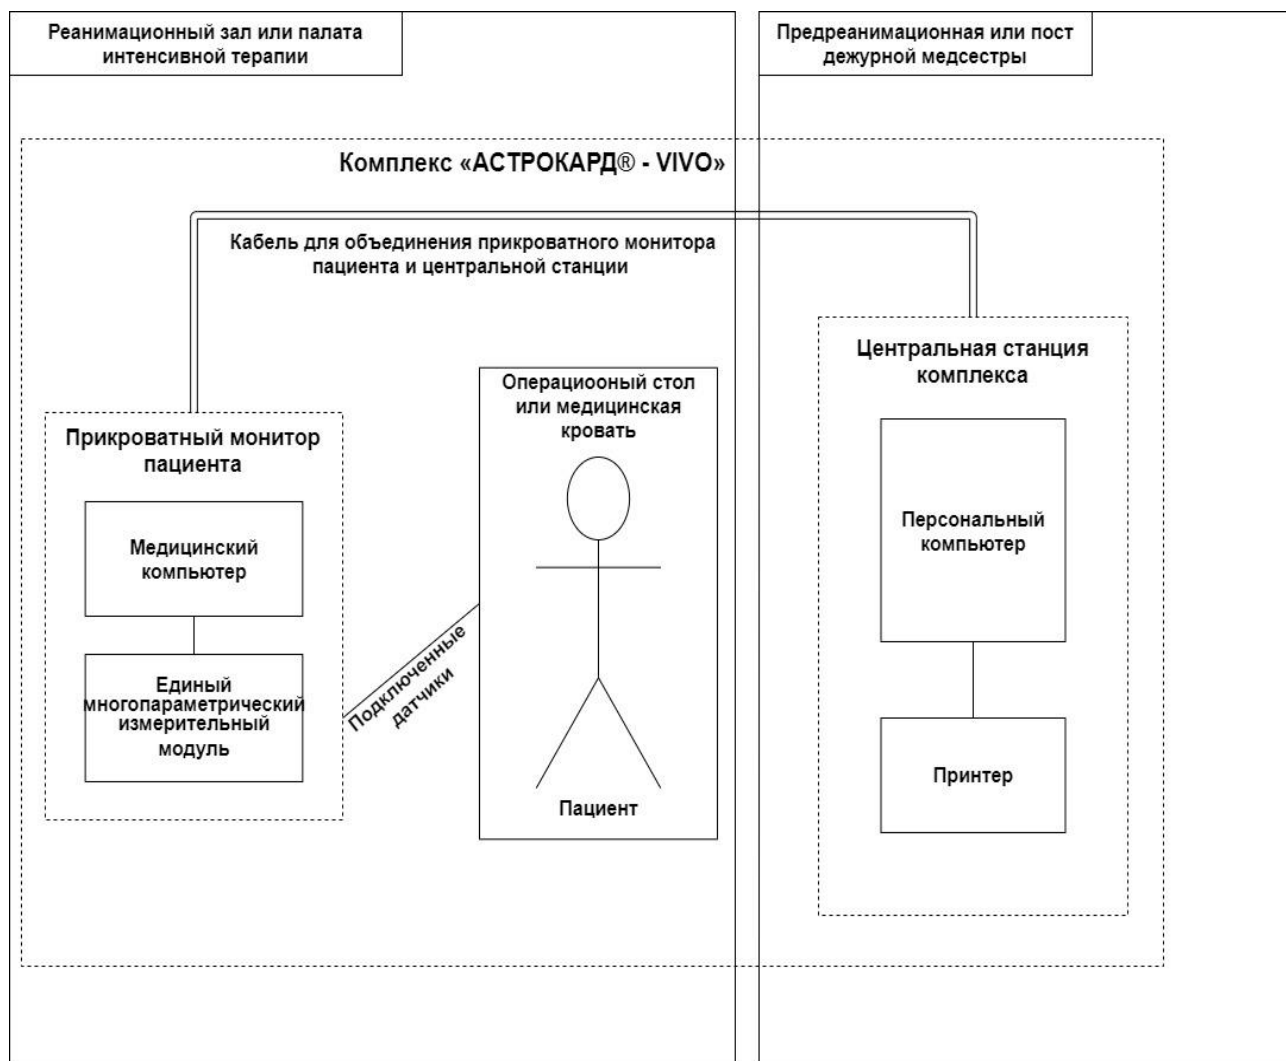 Реанимационный зал или палата
интенсивной терапии
Предреанимационная или пост
дежурной медсестры
Комплекс «АСТРОКАРД® - VIVO»
Кабель для объединения прикроватного монитора
пациента и центральной станции
Центральная станция
комплекса
Операциооный стол
или медицинская
кровать
Прикроватный монитор
пациента
Медицинский
компьютер
Персональный
компьютер
Подключенные
датчики
Единый
многопараметрический
измерительный
модуль
Принтер
Пациент